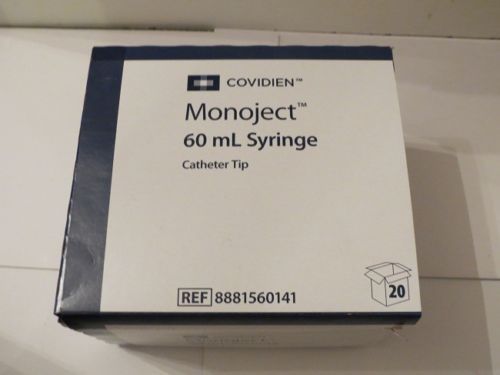 COVIDIEN™
Monoject™
60 mL Syringe
Catheter Tip
REF 8881560141
20